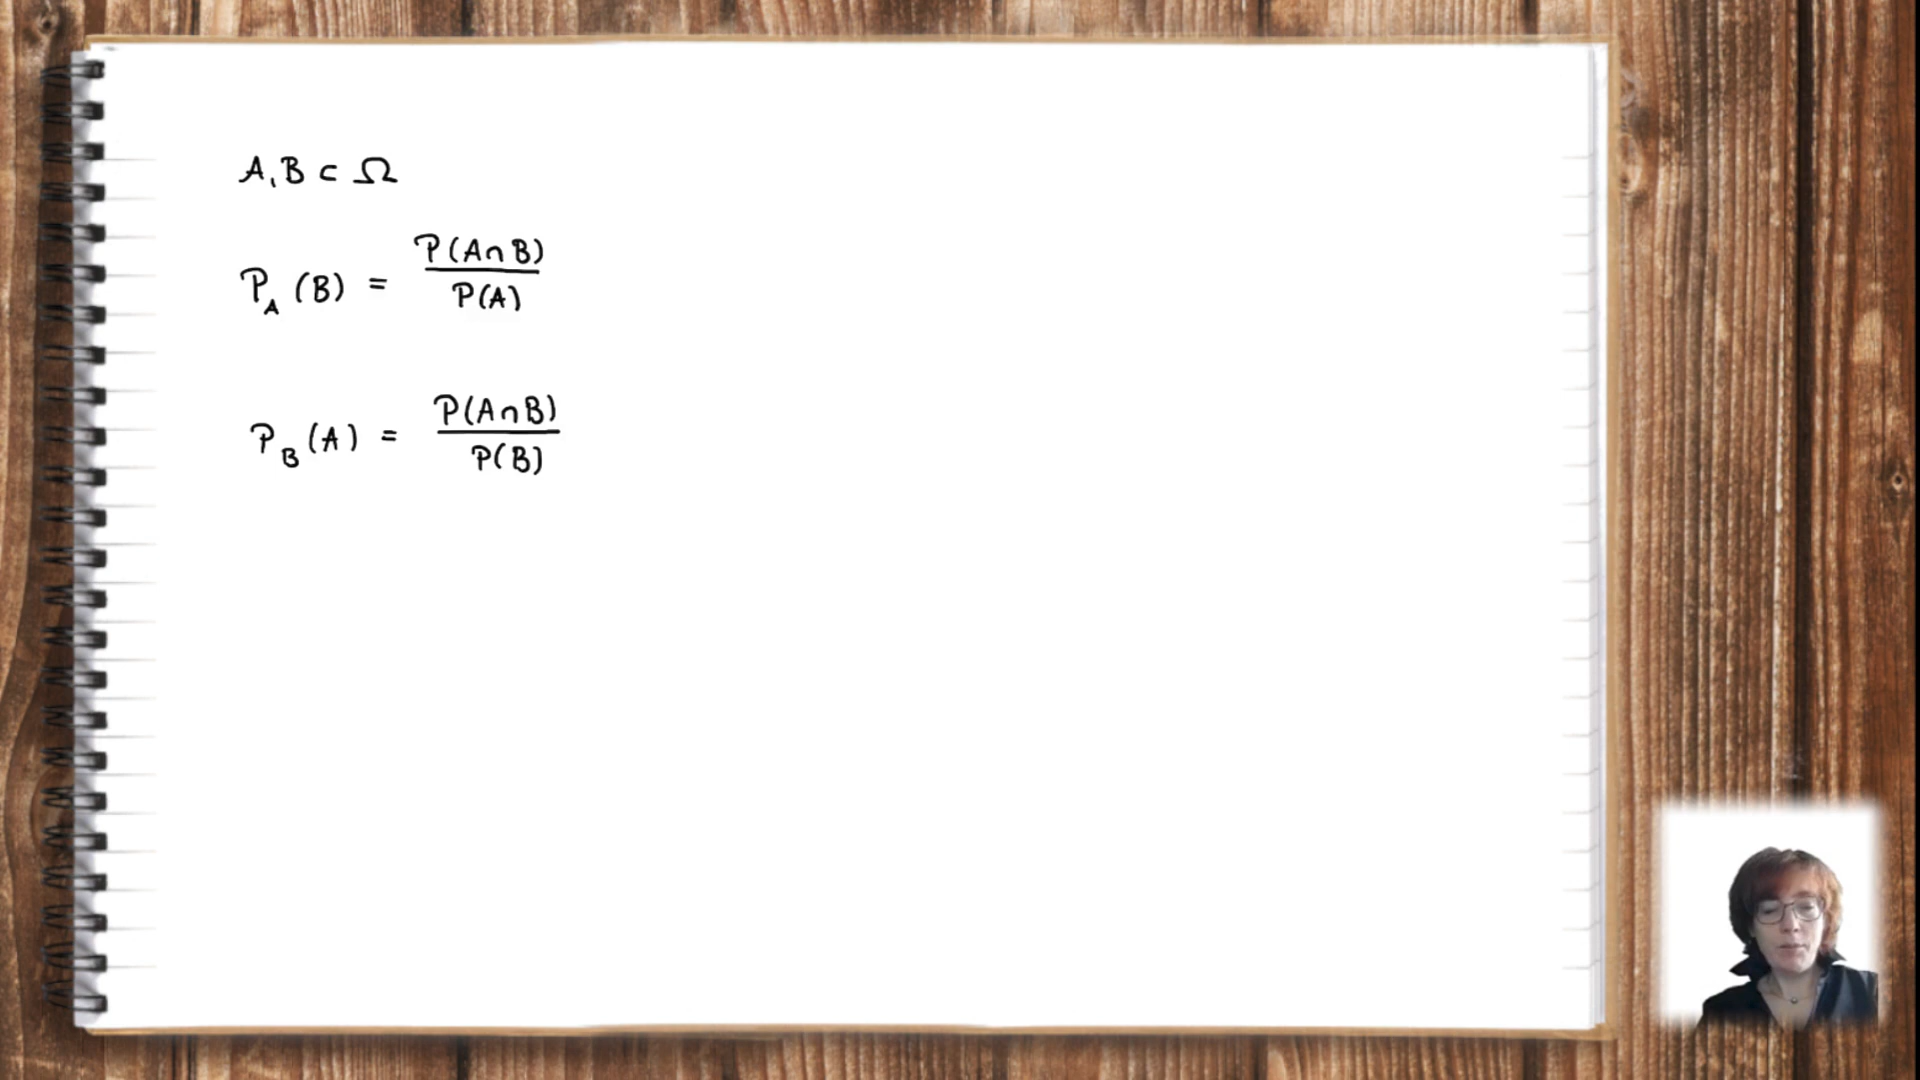 A, B ⊂ Ω
P_A (B) = P(A∩B) / P(A)
P_B (A) = P(A∩B) / P(B)